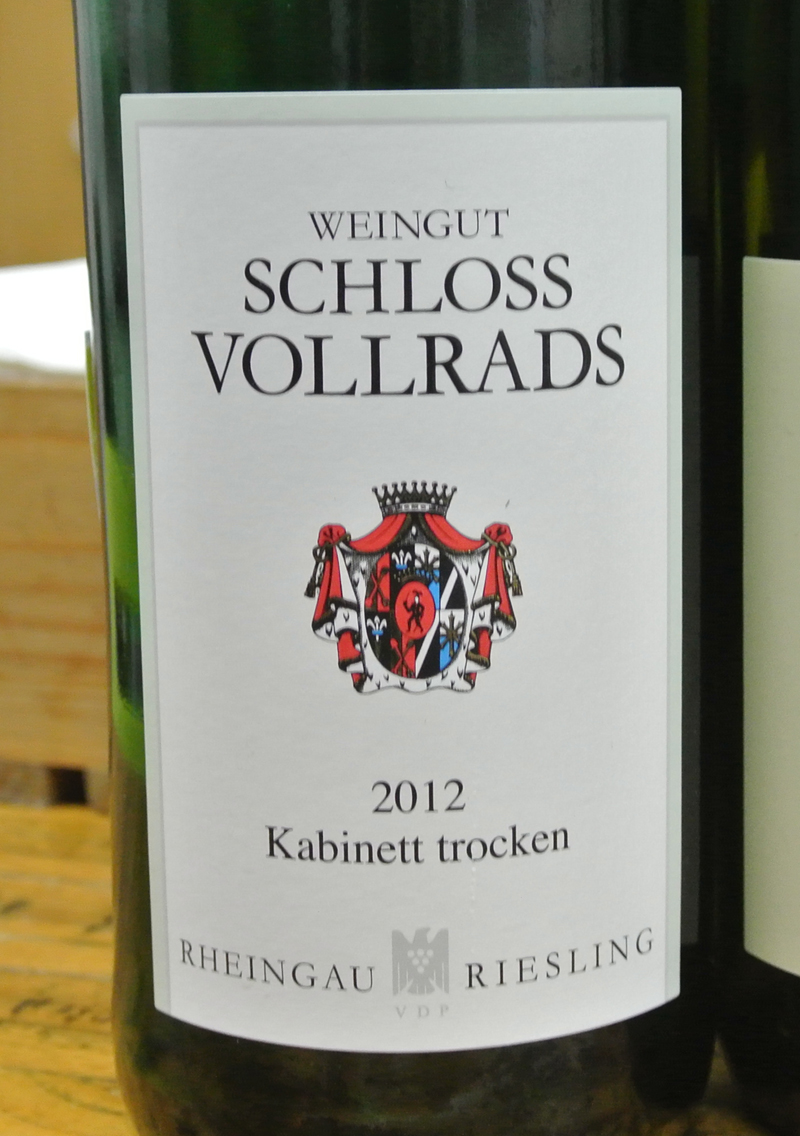 WEINGUT
SCHLOSS
VOLLRADS
2012
Kabinett trocken
RHEINGAU RIESLING
VDP